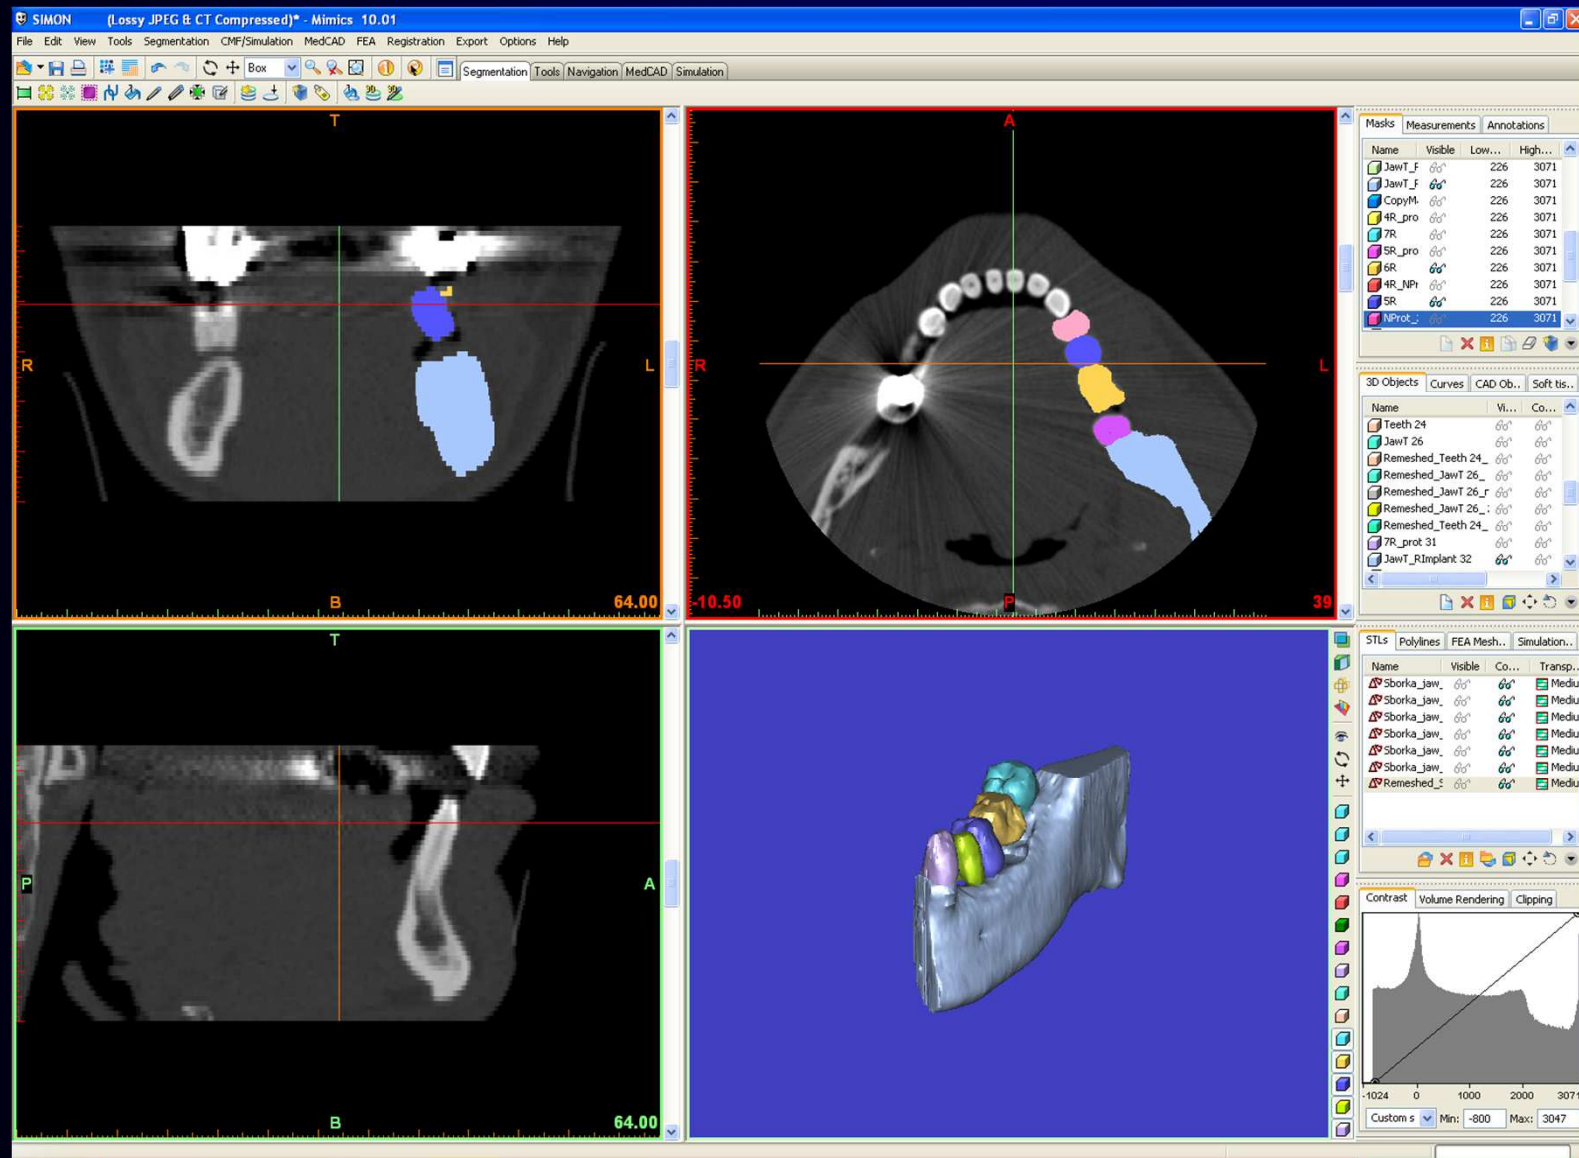 SIMON (Lossy JPEG & CT Compressed)* - Mimics 10.01
File Edit View Tools Segmentation CMF/Simulation MedCAD FEA Registration Export Options Help
Box Segmentation Tools Navigation MedCAD Simulation
T
R
L
B
64.00
A
R
L
-10.50
P
39
T
P
A
B
64.00
Masks Measurements Annotations
Name Visible Low... High...
JawT_F 226 3071
JawT_F 226 3071
CopyM. 226 3071
4R_pro 226 3071
7R 226 3071
5R_pro 226 3071
6R 226 3071
4R_NPr 226 3071
5R 226 3071
NProt_: 226 3071
3D Objects Curves CAD Ob.. Soft tis..
Name Vi... Co...
Teeth 24
JawT 26
Remeshed_Teeth 24_
Remeshed_JawT 26_
Remeshed_JawT 26_r
Remeshed_JawT 26_:
Remeshed_Teeth 24_
7R_prot 31
JawT_RImplant 32
STLs Polylines FEA Mesh.. Simulation..
Name Visible Co... Transp..
Sborka_jaw_ Mediu
Sborka_jaw_ Mediu
Sborka_jaw_ Mediu
Sborka_jaw_ Mediu
Sborka_jaw_ Mediu
Sborka_jaw_ Mediu
Remeshed_S Mediu
Contrast Volume Rendering Clipping
-1024 0 1000 2000 3071
Custom s Min: -800 Max: 3047